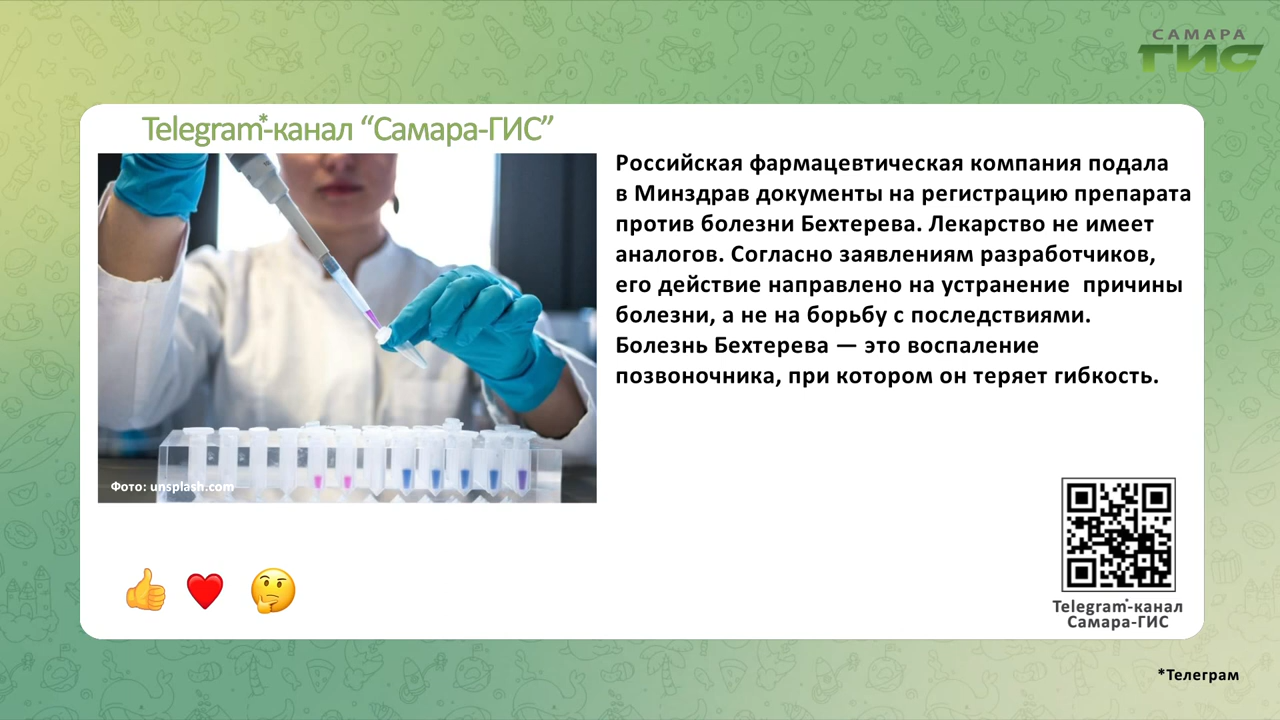 САМАРА
ГИС
Telegram*-канал “Самара-ГИС”
Российская фармацевтическая компания подала
в Минздрав документы на регистрацию препарата
против болезни Бехтерева. Лекарство не имеет
аналогов. Согласно заявлениям разработчиков,
его действие направлено на устранение причины
болезни, а не на борьбу с последствиями.
Болезнь Бехтерева — это воспаление
позвоночника, при котором он теряет гибкость.
Фото: unsplash.com
Telegram*-канал
Самара-ГИС
*Телеграм